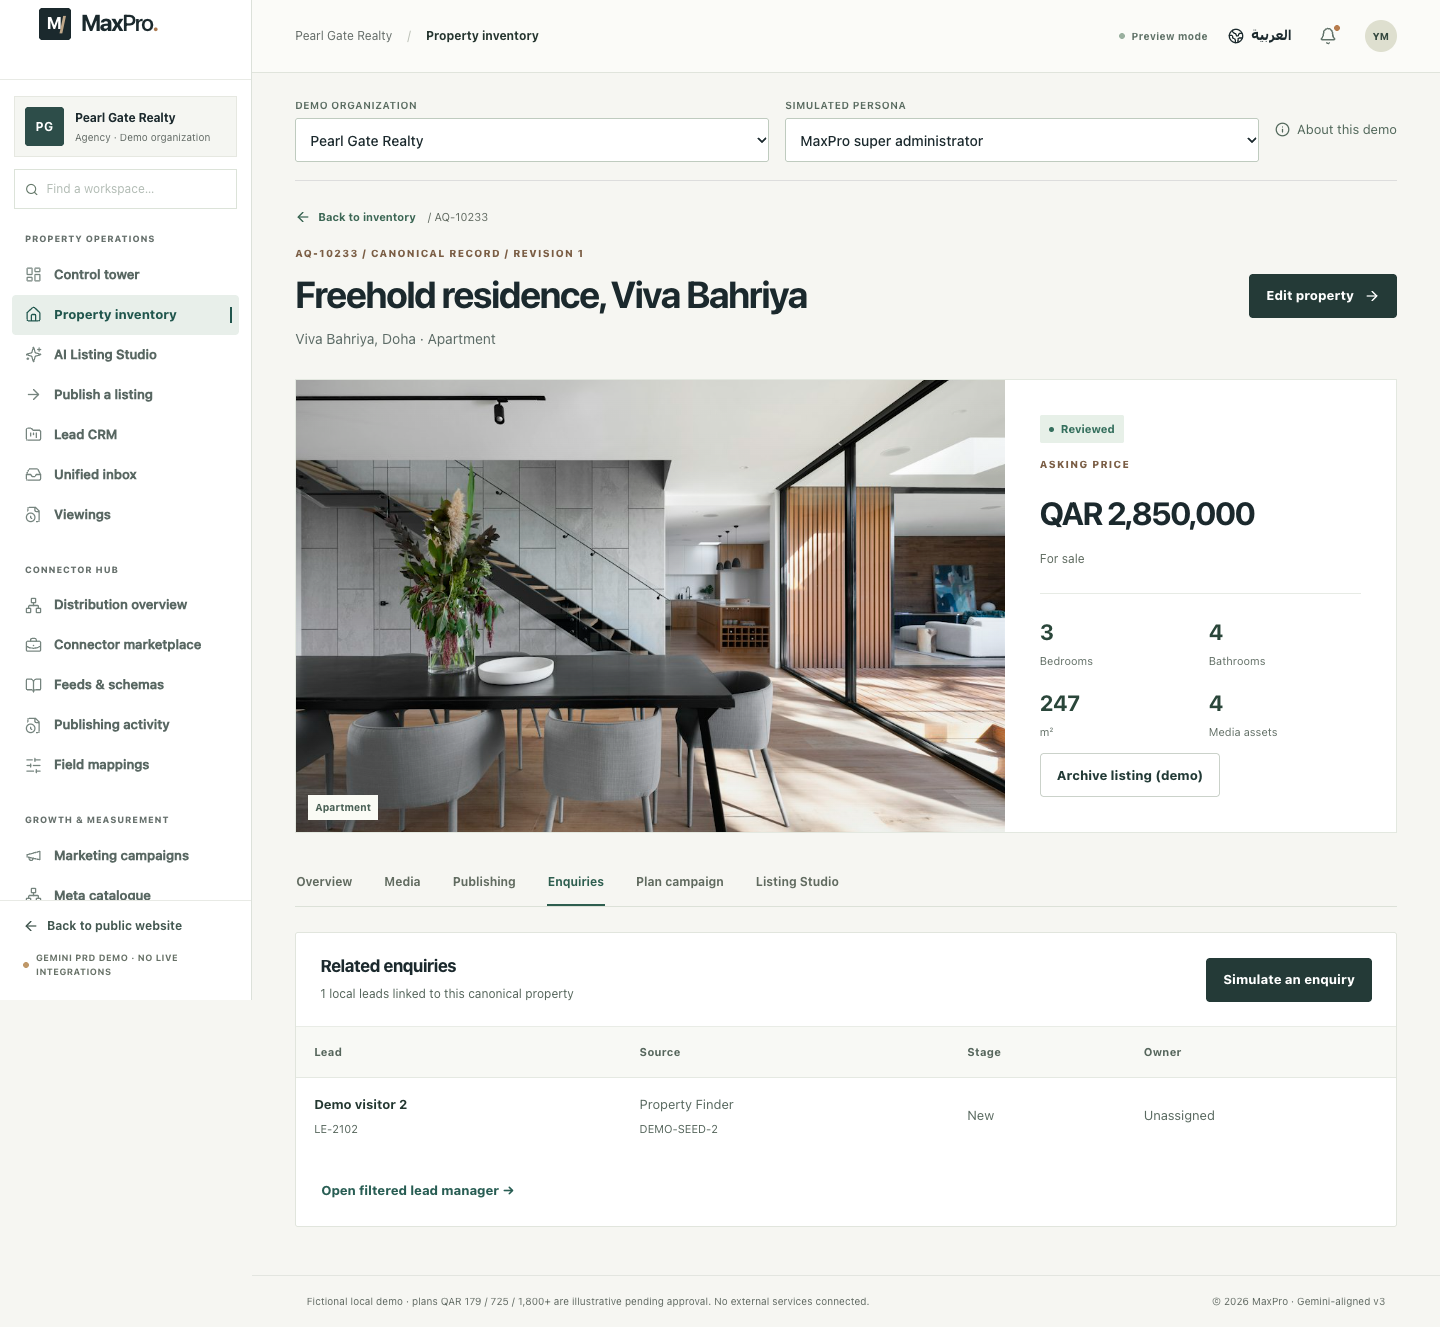 M/ MaxPro.
PG
Pearl Gate Realty
Agency · Demo organization
Find a workspace...
PROPERTY OPERATIONS
Control tower
Property inventory
AI Listing Studio
Publish a listing
Lead CRM
Unified inbox
Viewings
CONNECTOR HUB
Distribution overview
Connector marketplace
Feeds & schemas
Publishing activity
Field mappings
GROWTH & MEASUREMENT
Marketing campaigns
Meta catalogue
Back to public website
GEMINI PRD DEMO · NO LIVE
INTEGRATIONS
Pearl Gate Realty / Property inventory
Preview mode
العربية
YM
DEMO ORGANIZATION
Pearl Gate Realty
SIMULATED PERSONA
MaxPro super administrator
About this demo
Back to inventory / AQ-10233
AQ-10233 / CANONICAL RECORD / REVISION 1
Freehold residence, Viva Bahriya
Edit property
Viva Bahriya, Doha · Apartment
Apartment
Reviewed
ASKING PRICE
QAR 2,850,000
For sale
3
Bedrooms
4
Bathrooms
247
m²
4
Media assets
Archive listing (demo)
Overview Media Publishing Enquiries Plan campaign Listing Studio
Related enquiries
1 local leads linked to this canonical property
Simulate an enquiry
Lead Source Stage Owner
Demo visitor 2 Property Finder New Unassigned
LE-2102 DEMO-SEED-2
Open filtered lead manager →
Fictional local demo · plans QAR 179 / 725 / 1,800+ are illustrative pending approval. No external services connected.
© 2026 MaxPro · Gemini-aligned v3